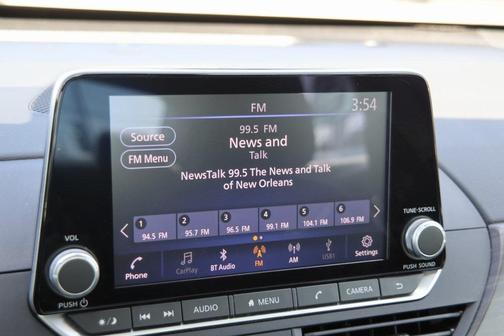 FM
3:54
Source
FM Menu
99.5 FM
News and
Talk
NewsTalk 99.5 The News and Talk
of New Orleans
1 2 3 4 5 6
94.5 FM 95.7 FM 96.5 FM 99.1 FM 104.1 FM 106.9 FM
Phone CarPlay BT Audio FM AM USB1 Settings
VOL
PUSH
TUNE·SCROLL
PUSH SOUND
AUDIO MENU CAMERA